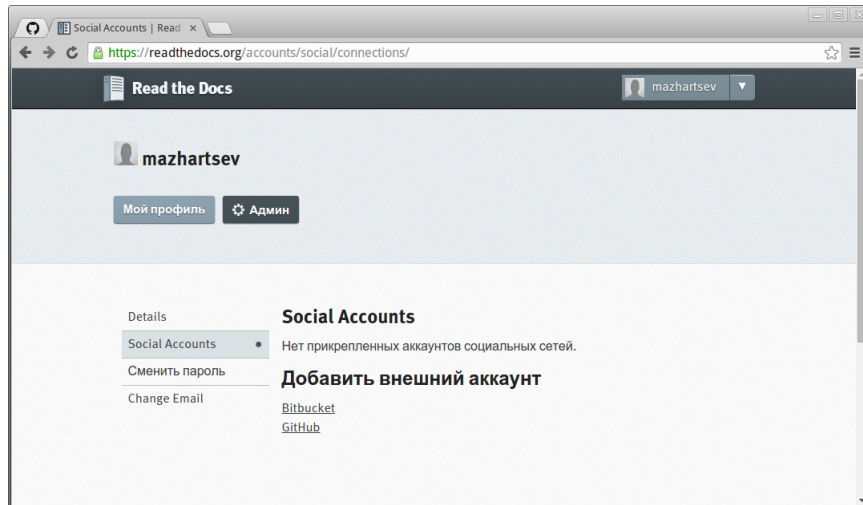 Social Accounts | Read
https://readthedocs.org/accounts/social/connections/
Read the Docs
mazhartsev
mazhartsev
Мой профиль
Админ
Details
Social Accounts
Сменить пароль
Change Email
Social Accounts
Нет прикрепленных аккаунтов социальных сетей.
Добавить внешний аккаунт
Bitbucket
GitHub